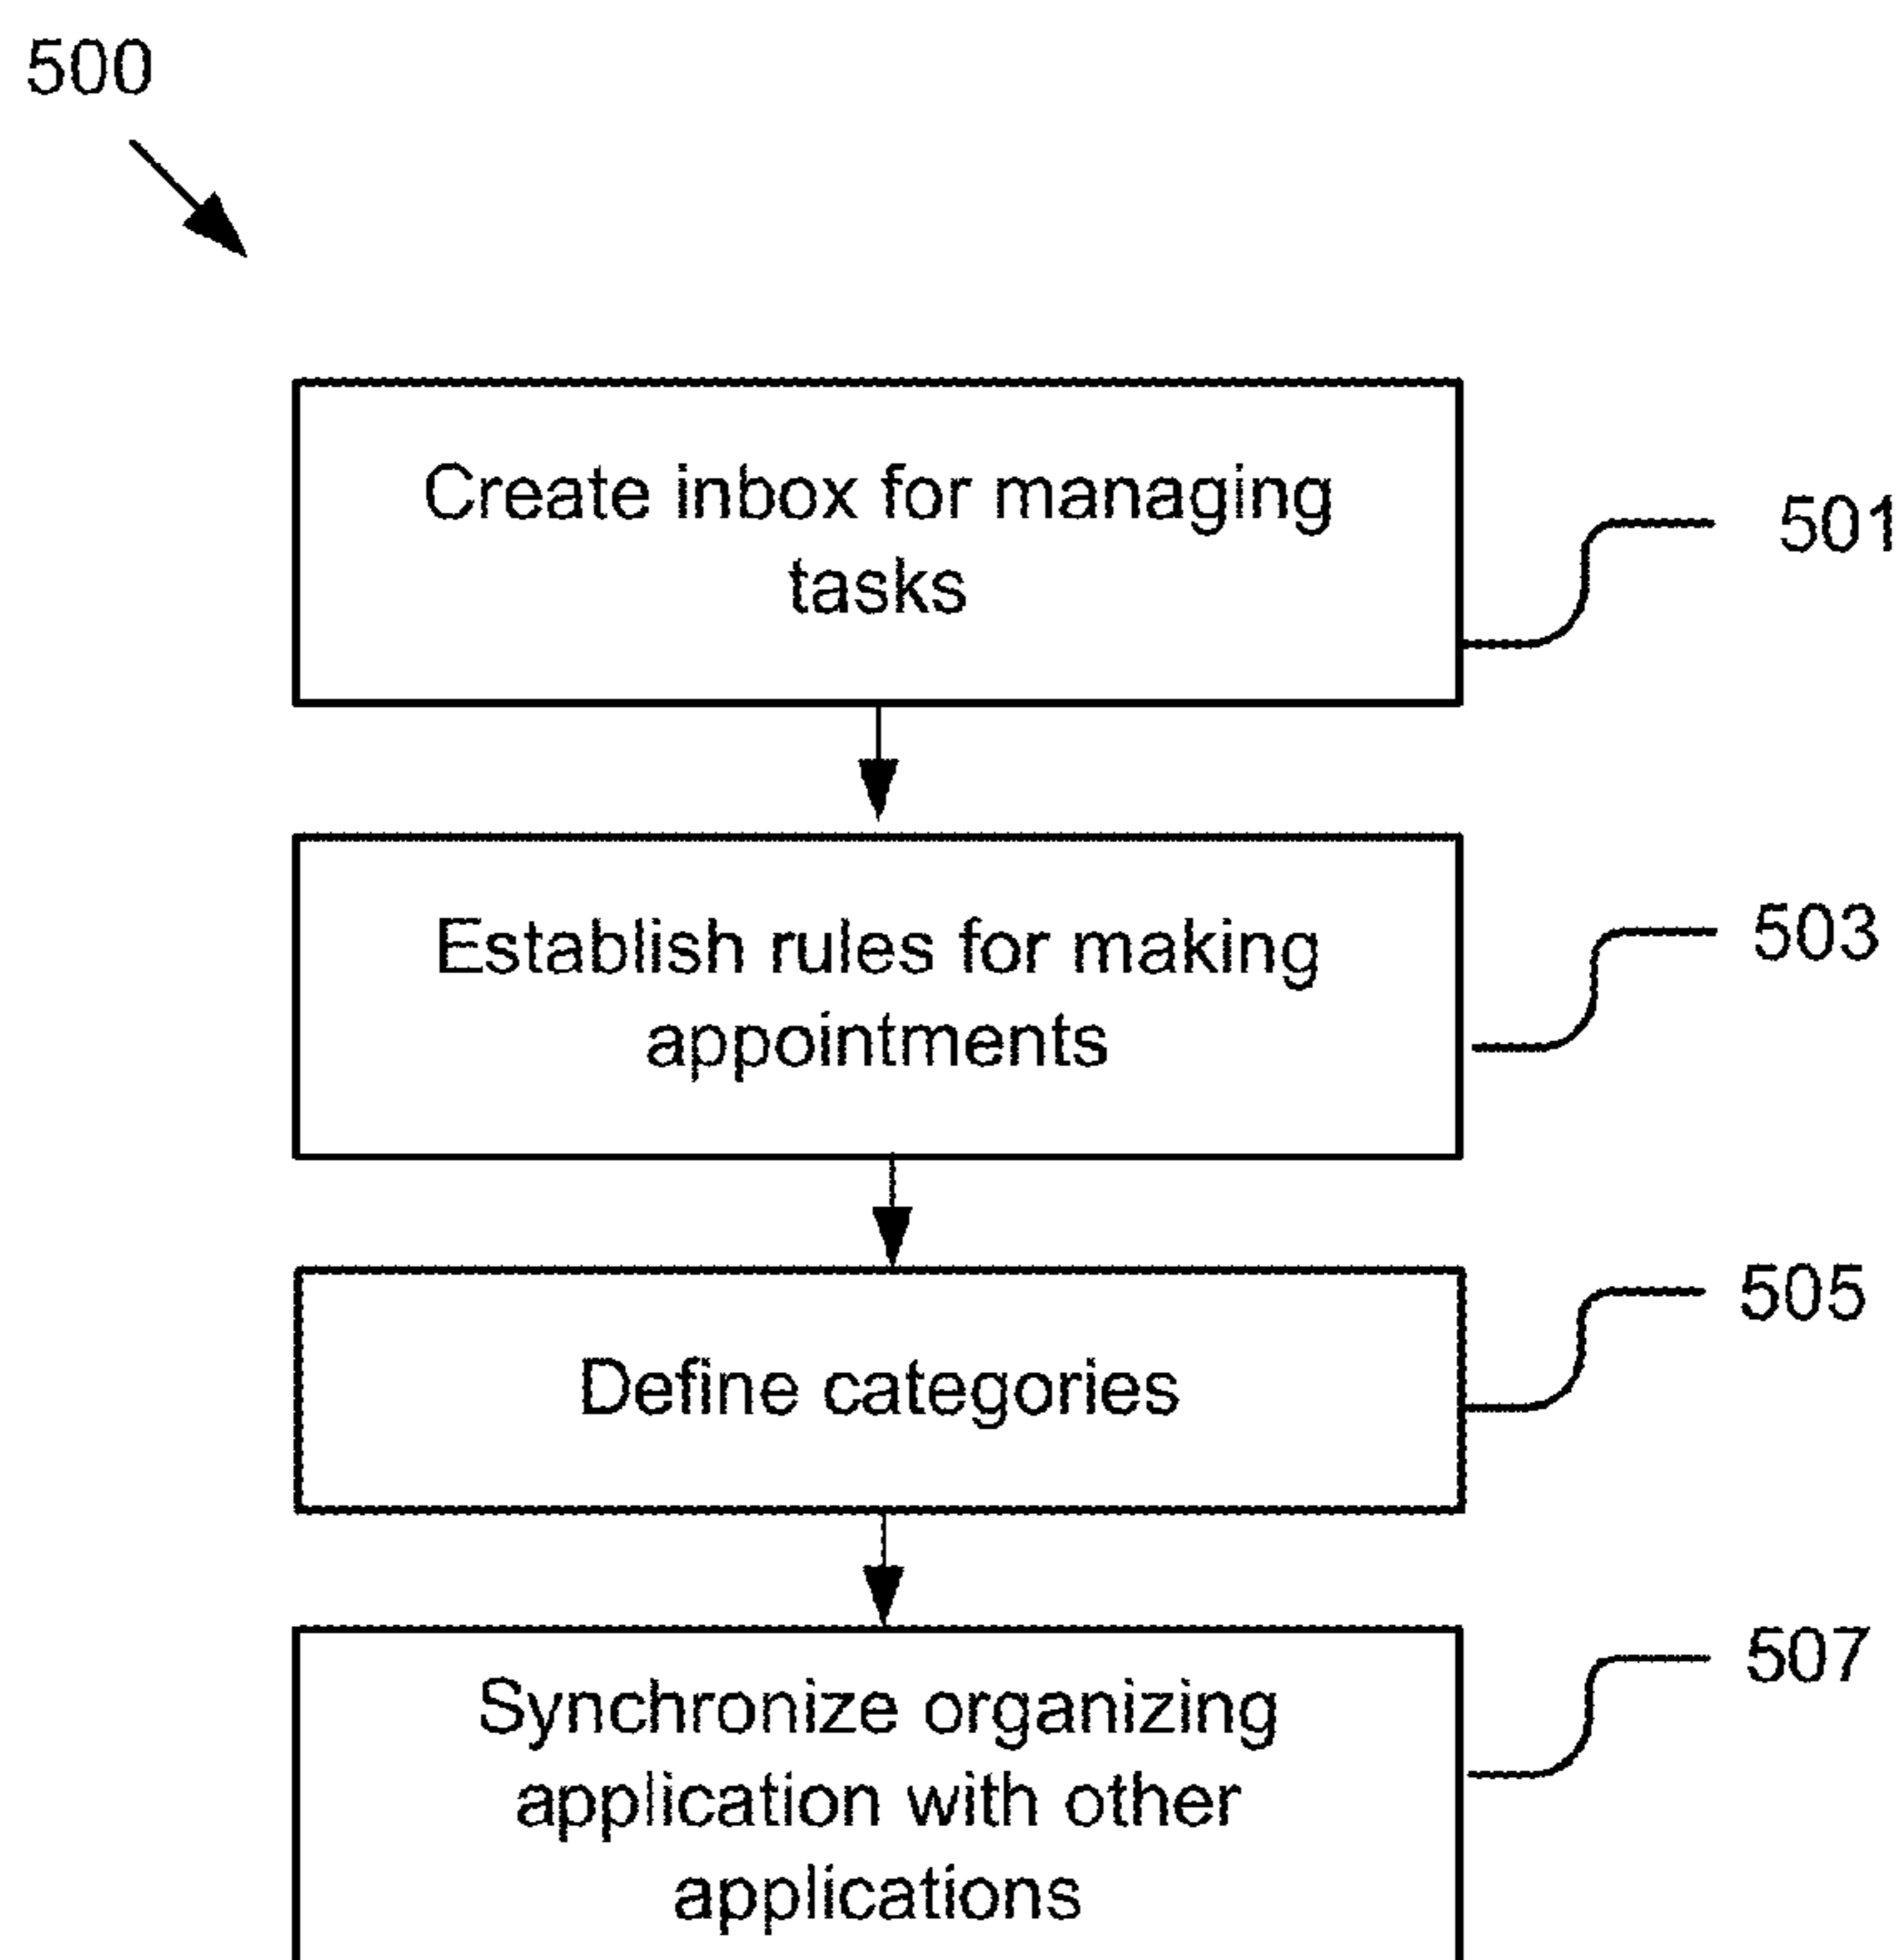 500
Create inbox for managing
tasks
501
Establish rules for making
appointments
503
Define categories
505
Synchronize organizing
application with other
applications
507